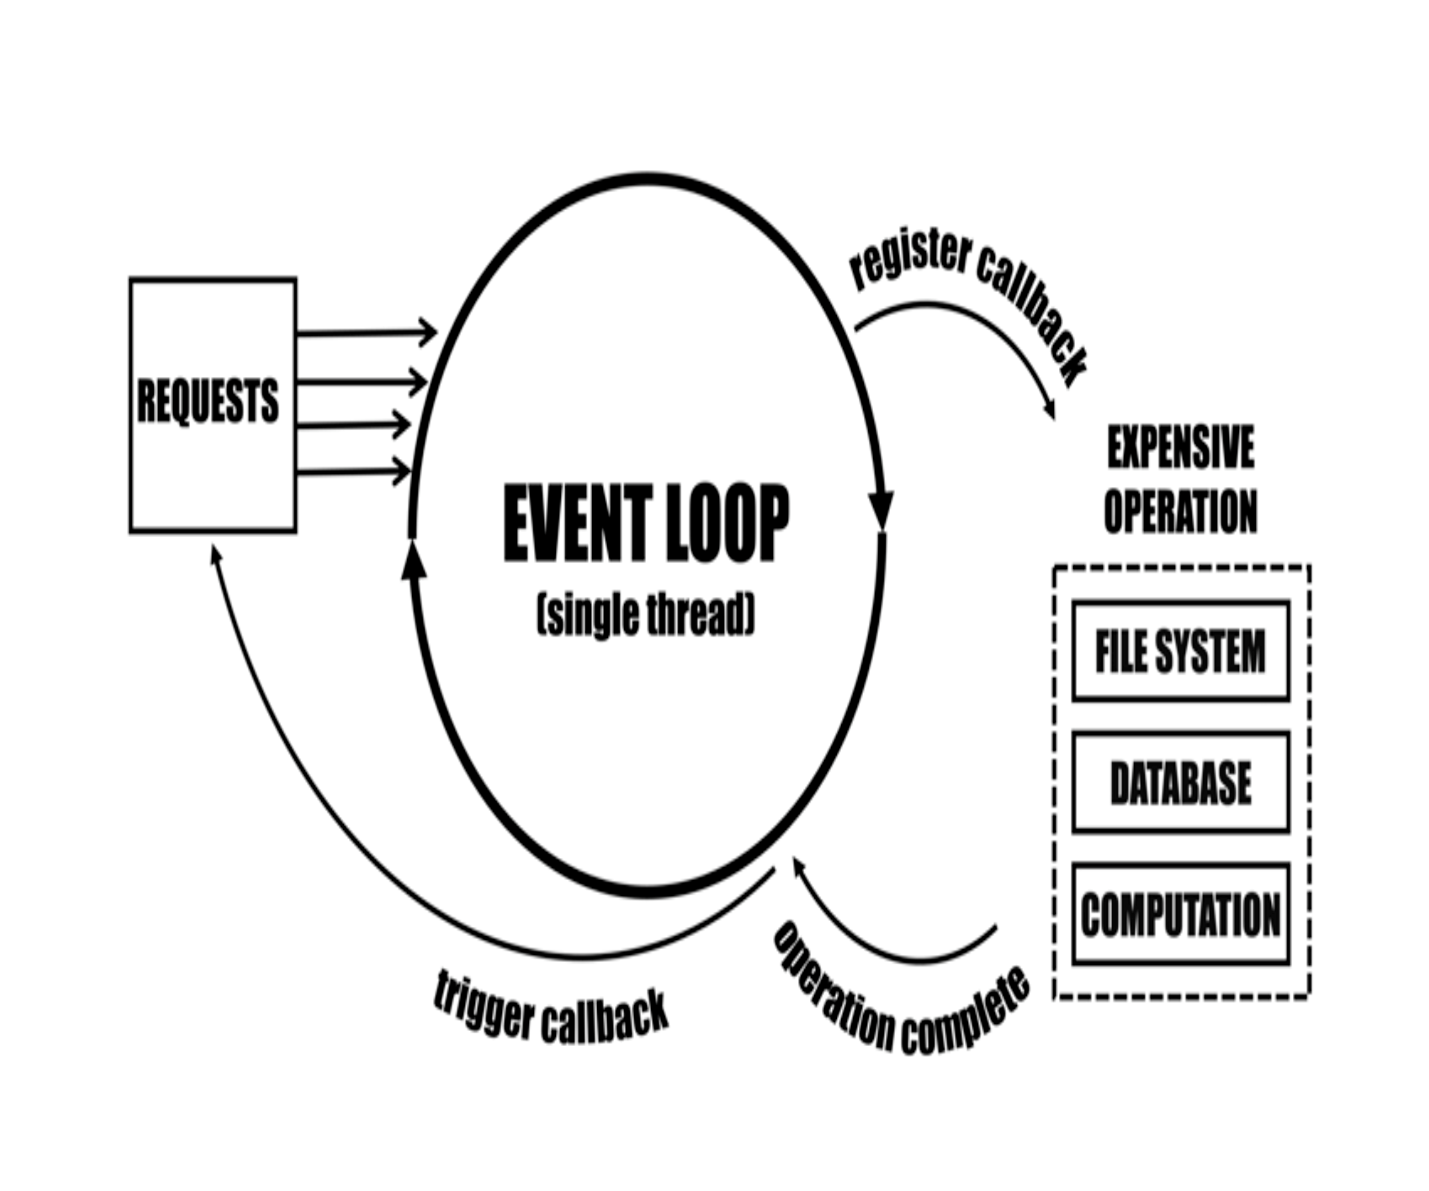 REQUESTS
EVENT LOOP
(single thread)
register callback
EXPENSIVE
OPERATION
FILE SYSTEM
DATABASE
COMPUTATION
operation complete
trigger callback